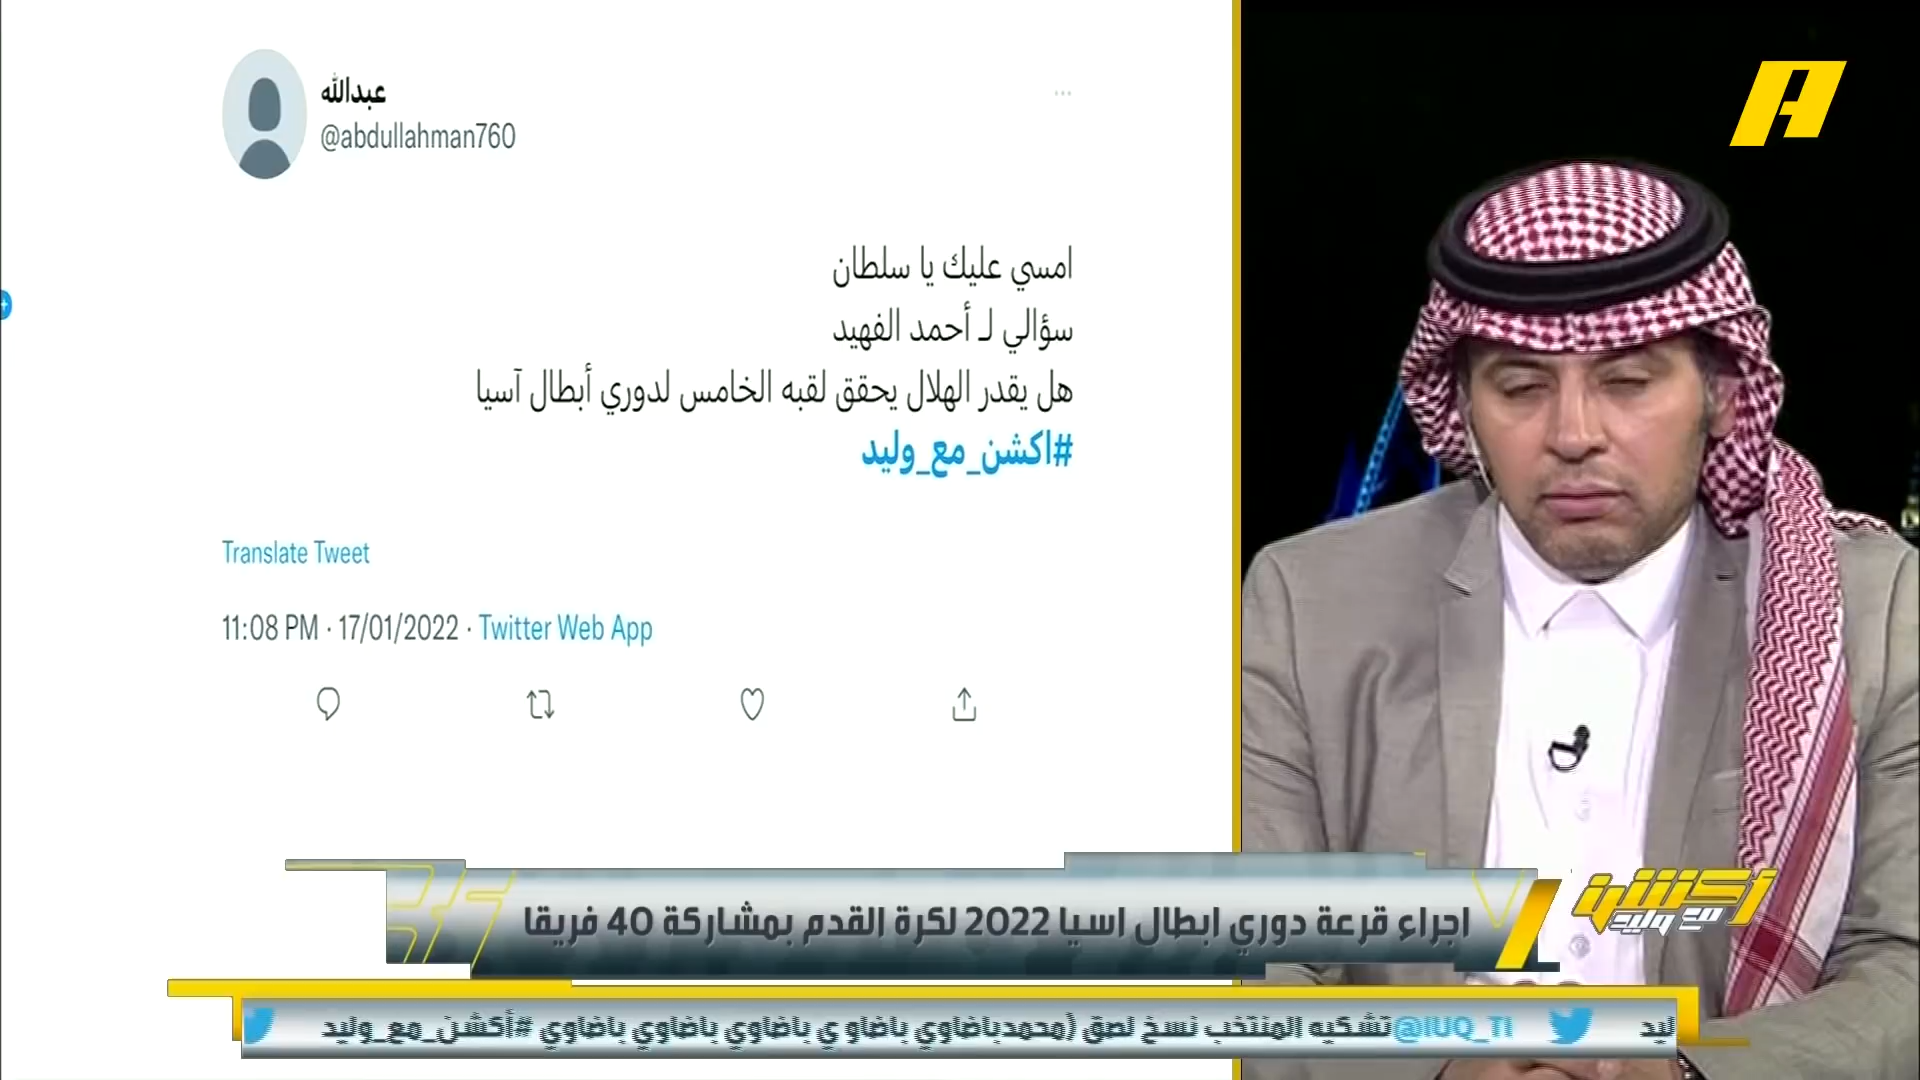 عبدالله
@abdullahman760
امسي عليك يا سلطان
سؤالي لـ أحمد الفهيد
هل يقدر الهلال يحقق لقبه الخامس لدوري أبطال آسيا
#اكشن_مع_وليد
Translate Tweet
11:08 PM · 17/01/2022 · Twitter Web App
اجراء قرعة دوري ابطال اسيا 2022 لكرة القدم بمشاركة 40 فريقا
أكشن مع وليد
ليد @IUQ_TI تشكيه المنتخب نسخ لصق (محمدباضاوي باضاو ي باضاوي باضاوي باضاوي #أكشن_مع_وليد